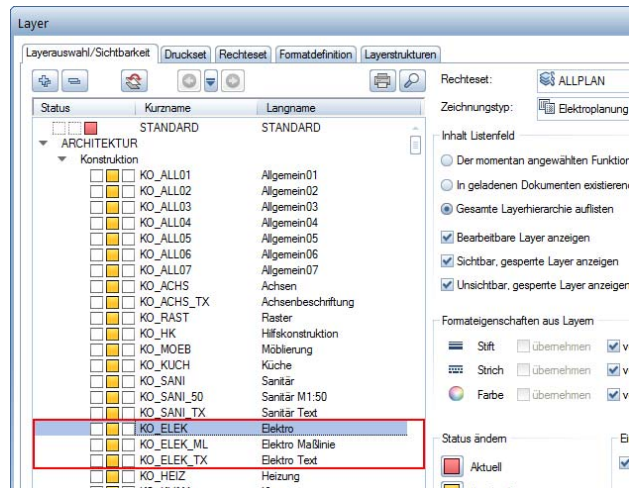 Layer
Layerauswahl/Sichtbarkeit Druckset Rechteset Formatdefinition Layerstrukturen
Rechteset: ALLPLAN
Status Kurzname Langname
Zeichnungstyp: Elektroplanung
STANDARD STANDARD
ARCHITEKTUR
Konstruktion
KO_ALL01 Allgemein01
KO_ALL02 Allgemein02
KO_ALL03 Allgemein03
KO_ALL04 Allgemein04
KO_ALL05 Allgemein05
KO_ALL06 Allgemein06
KO_ALL07 Allgemein07
KO_ACHS Achsen
KO_ACHS_TX Achsenbeschriftung
KO_RAST Raster
KO_HK Hilfskonstruktion
KO_MOEB Möblierung
KO_KUCH Küche
KO_SANI Sanitär
KO_SANI_50 Sanitär M1:50
KO_SANI_TX Sanitär Text
KO_ELEK Elektro
KO_ELEK_ML Elektro Maßlinie
KO_ELEK_TX Elektro Text
KO_HEIZ Heizung
Inhalt Listenfeld
Der momentan angewählten Funktion
In geladenen Dokumenten existierend
Gesamte Layerhierarchie auflisten
Bearbeitbare Layer anzeigen
Sichtbar, gesperrte Layer anzeigen
Unsichtbar, gesperrte Layer anzeigen
Formateigenschaften aus Layern
Stift übernehmen v
Strich übernehmen v
Farbe übernehmen v
Status ändern Ei
Aktuell